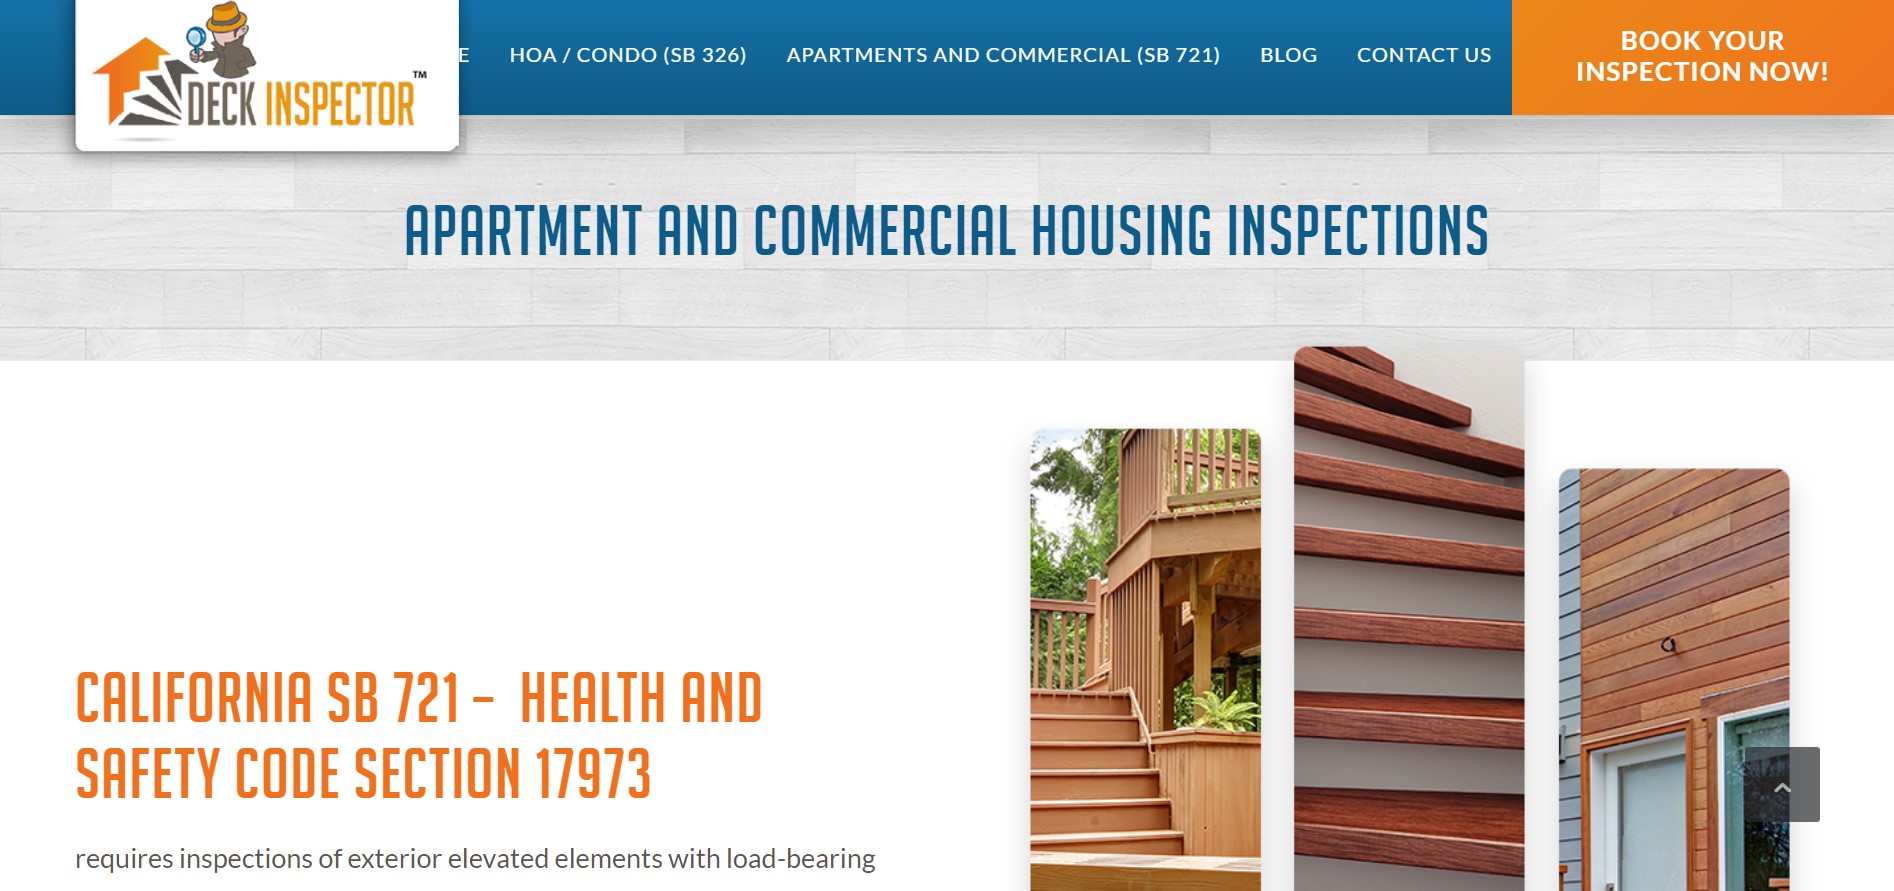 DECK INSPECTOR™
E
HOA / CONDO (SB 326)
APARTMENTS AND COMMERCIAL (SB 721)
BLOG
CONTACT US
BOOK YOUR
INSPECTION NOW!
APARTMENT AND COMMERCIAL HOUSING INSPECTIONS
CALIFORNIA SB 721 – HEALTH AND
SAFETY CODE SECTION 17973
requires inspections of exterior elevated elements with load-bearing